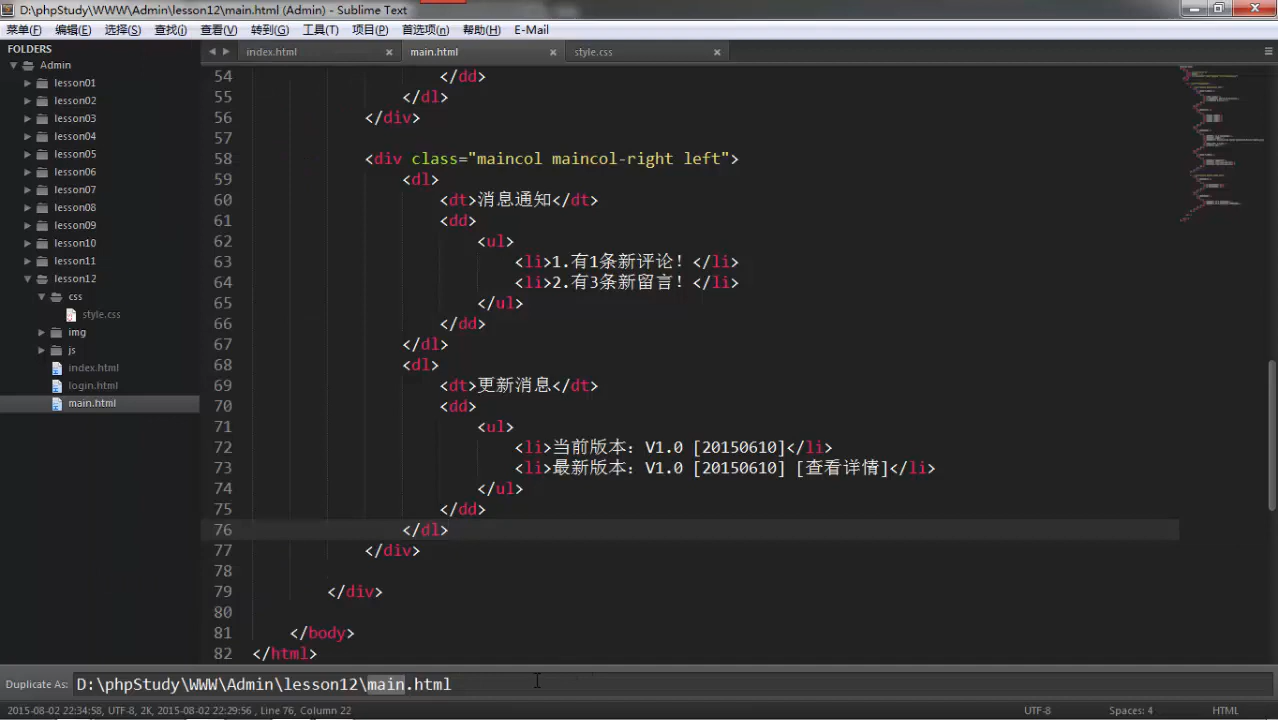 D:\phpStudy\WWW\Admin\lesson12\main.html (Admin) - Sublime Text
菜单(F) 编辑(E) 选择(S) 查找(I) 查看(V) 转到(G) 工具(T) 项目(P) 首选项(n) 帮助(H) E-Mail
FOLDERS
Admin
lesson01
lesson02
lesson03
lesson04
lesson05
lesson06
lesson07
lesson08
lesson09
lesson10
lesson11
lesson12
css
style.css
img
js
index.html
login.html
main.html
index.html × main.html × style.css ×
54 </dd>
55 </dl>
56 </div>
57
58 <div class="maincol maincol-right left">
59 <dl>
60 <dt>消息通知</dt>
61 <dd>
62 <ul>
63 <li>1.有1条新评论！</li>
64 <li>2.有3条新留言！</li>
65 </ul>
66 </dd>
67 </dl>
68 <dl>
69 <dt>更新消息</dt>
70 <dd>
71 <ul>
72 <li>当前版本：V1.0 [20150610]</li>
73 <li>最新版本：V1.0 [20150610] [查看详情]</li>
74 </ul>
75 </dd>
76 </dl>
77 </div>
78
79 </div>
80
81 </body>
82 </html>
Duplicate As: D:\phpStudy\WWW\Admin\lesson12\main.html
2015-08-02 22:34:58, UTF-8, 2K, 2015-08-02 22:29:56 , Line 76, Column 22 UTF-8 Spaces: 4 HTML